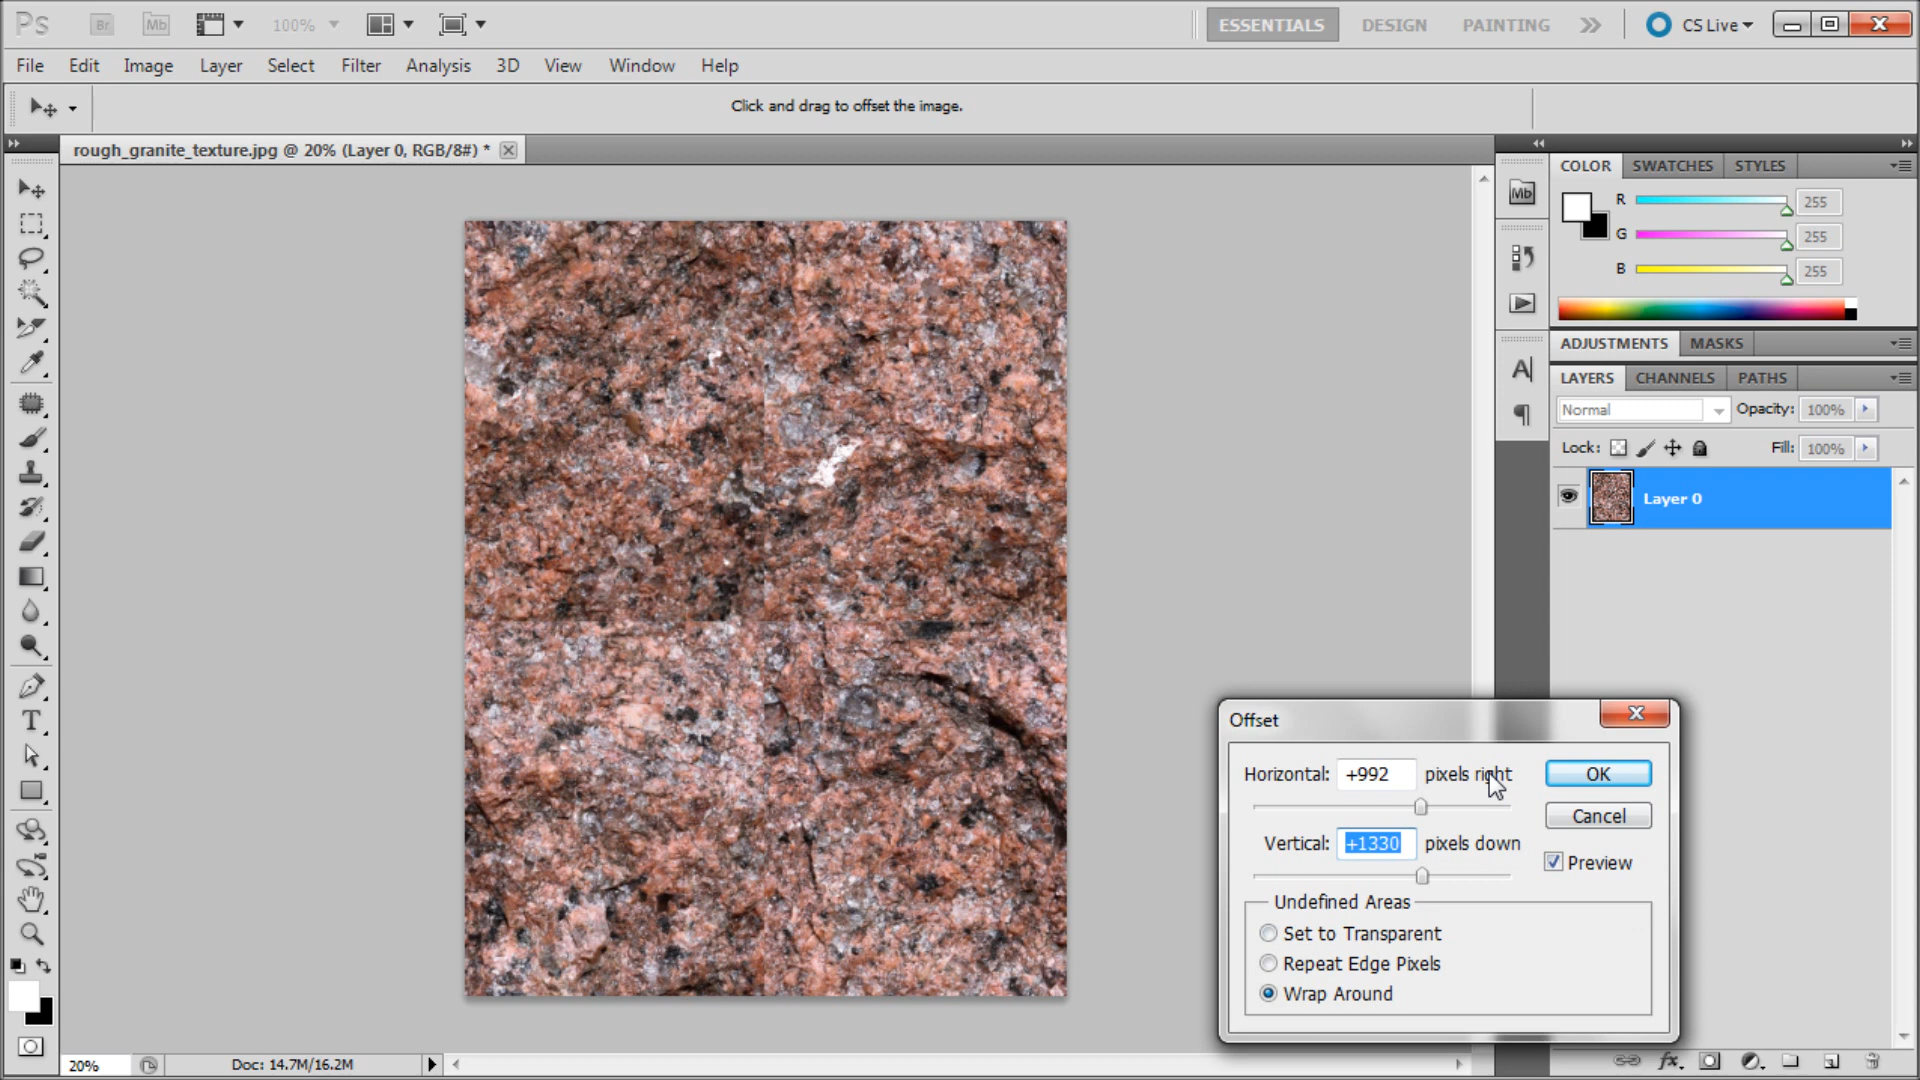 Ps Br Mb 100% ESSENTIALS DESIGN PAINTING CS Live
File Edit Image Layer Select Filter Analysis 3D View Window Help
Click and drag to offset the image.
rough_granite_texture.jpg @ 20% (Layer 0, RGB/8#) *
COLOR SWATCHES STYLES
Mb
R 255
G 255
B 255
ADJUSTMENTS MASKS
A
LAYERS CHANNELS PATHS
Normal Opacity: 100%
Lock: Fill: 100%
Layer 0
T
Offset
Horizontal: +992 pixels right OK
Cancel
Vertical: +1330 pixels down
Preview
Undefined Areas
Set to Transparent
Repeat Edge Pixels
Wrap Around
20% Doc: 14.7M/16.2M
fx